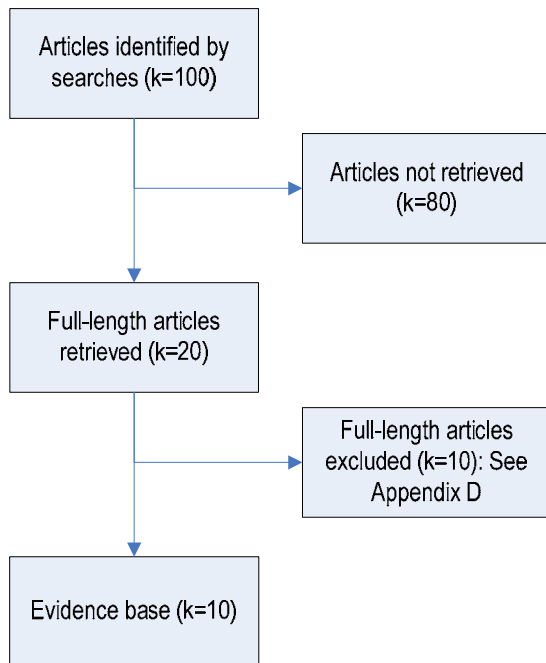 Articles identified by
searches (k=100)
Articles not retrieved
(k=80)
Full-length articles
retrieved (k=20)
Full-length articles
excluded (k=10): See
Appendix D
Evidence base (k=10)